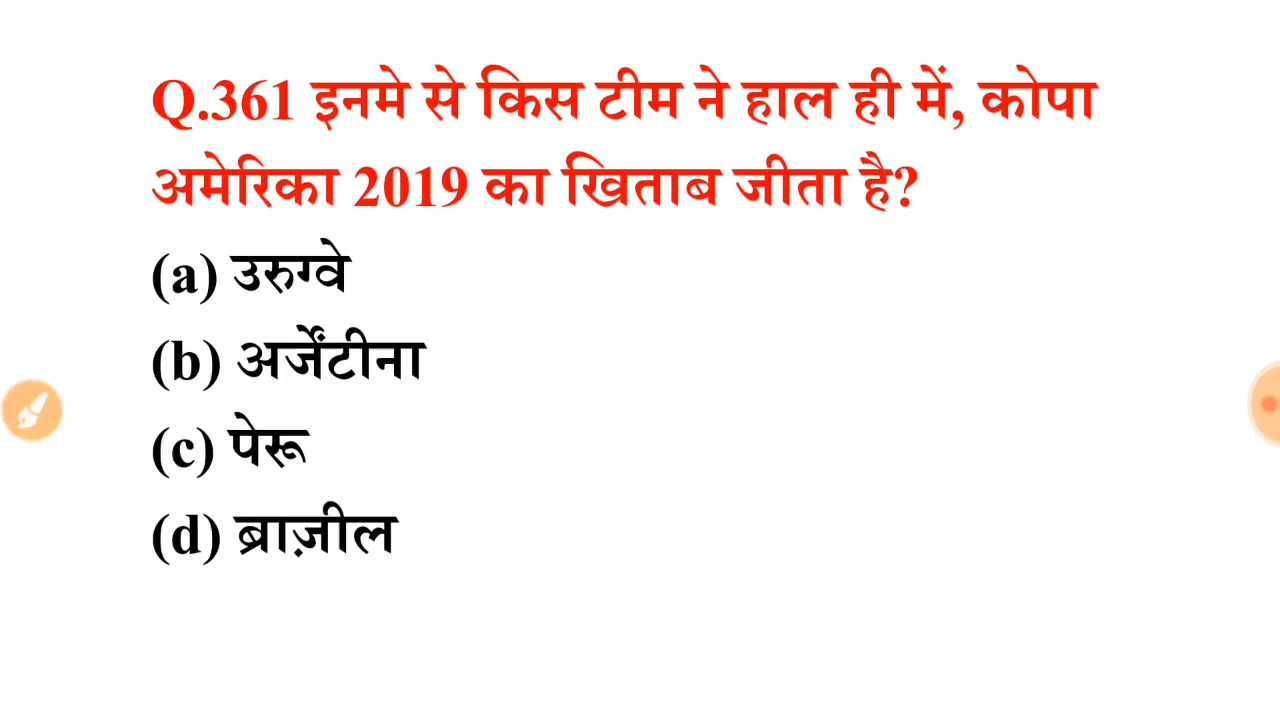 Q.361 इनमे से किस टीम ने हाल ही में, कोपा
अमेरिका 2019 का खिताब जीता है?
(a) उरुग्वे
(b) अर्जेंटीना
(c) पेरू
(d) ब्राज़ील